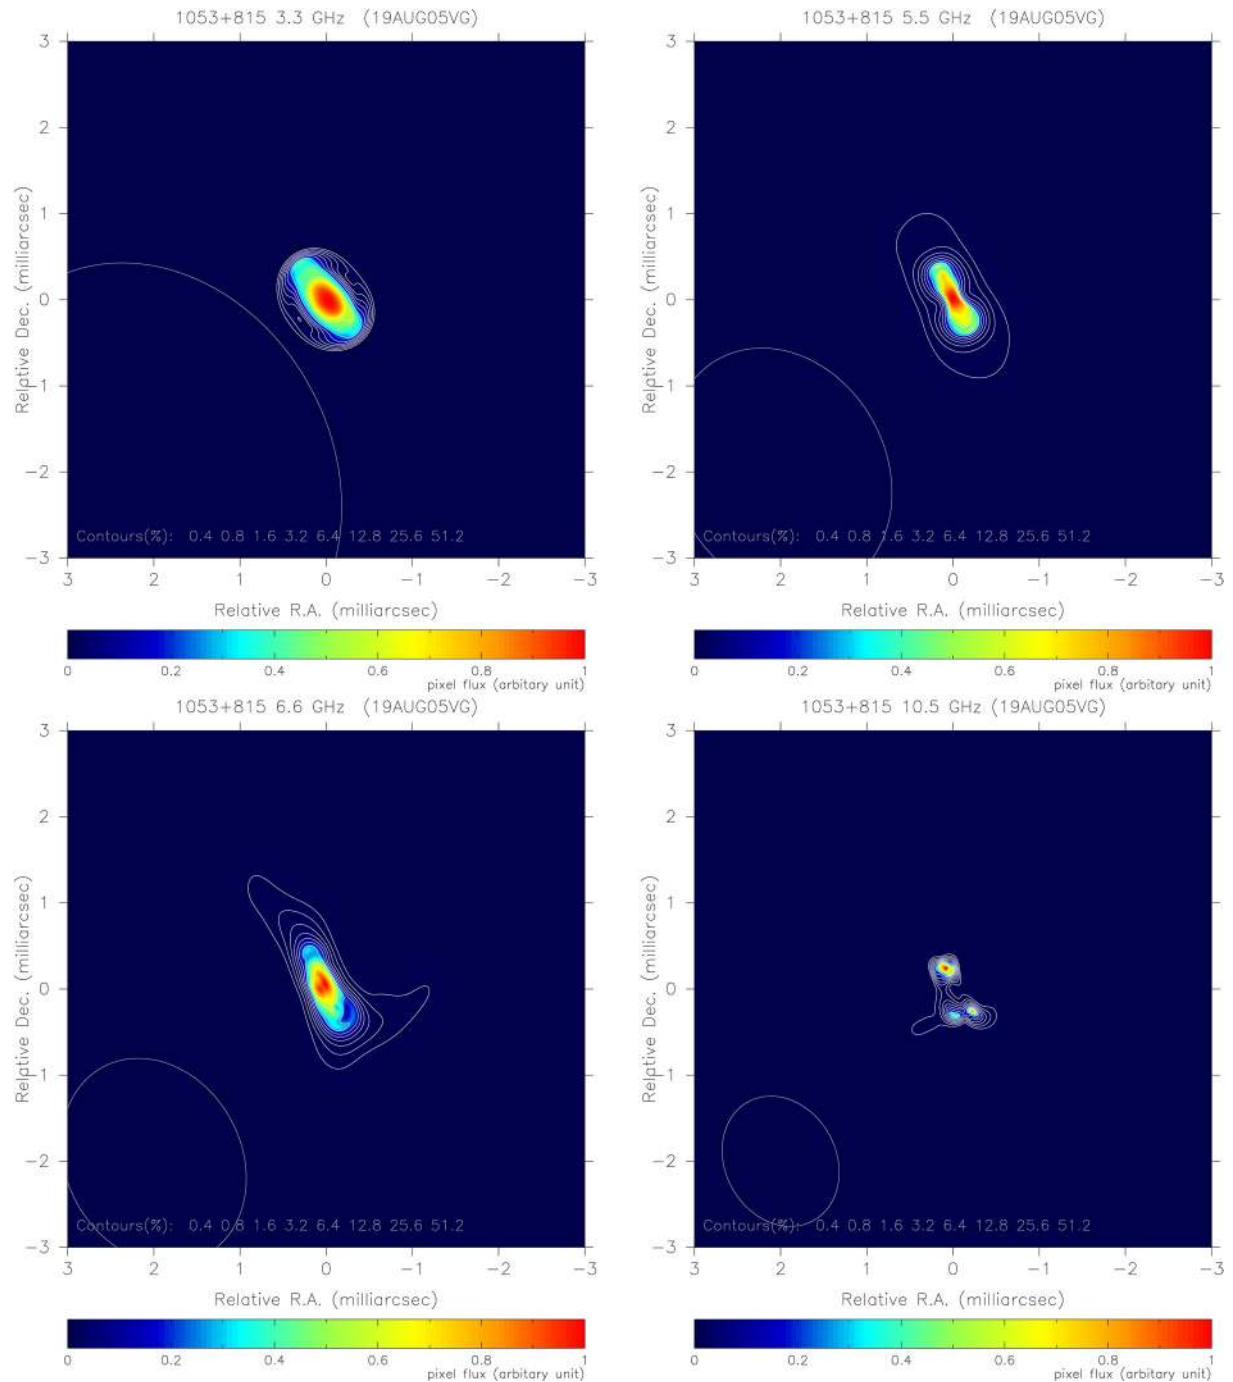 1053+815 3.3 GHz (19AUG05VG)
3
2
1
0
−1
−2
−3
Relative Dec. (milliarcsec)
Contours(%): 0.4 0.8 1.6 3.2 6.4 12.8 25.6 51.2
3 2 1 0 −1 −2 −3
Relative R.A. (milliarcsec)
0 0.2 0.4 0.6 0.8 1
pixel flux (arbitary unit)
1053+815 5.5 GHz (19AUG05VG)
3
2
1
0
−1
−2
−3
Relative Dec. (milliarcsec)
Contours(%): 0.4 0.8 1.6 3.2 6.4 12.8 25.6 51.2
3 2 1 0 −1 −2 −3
Relative R.A. (milliarcsec)
0 0.2 0.4 0.6 0.8 1
pixel flux (arbitary unit)
1053+815 6.6 GHz (19AUG05VG)
3
2
1
0
−1
−2
−3
Relative Dec. (milliarcsec)
Contours(%): 0.4 0.8 1.6 3.2 6.4 12.8 25.6 51.2
3 2 1 0 −1 −2 −3
Relative R.A. (milliarcsec)
0 0.2 0.4 0.6 0.8 1
pixel flux (arbitary unit)
1053+815 10.5 GHz (19AUG05VG)
3
2
1
0
−1
−2
−3
Relative Dec. (milliarcsec)
Contours(%): 0.4 0.8 1.6 3.2 6.4 12.8 25.6 51.2
3 2 1 0 −1 −2 −3
Relative R.A. (milliarcsec)
0 0.2 0.4 0.6 0.8 1
pixel flux (arbitary unit)